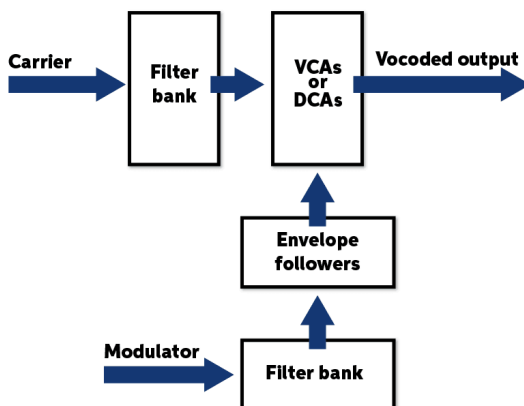 Carrier
Filter
bank
VCAs
or
DCAs
Vocoded output
Envelope
followers
Modulator
Filter bank